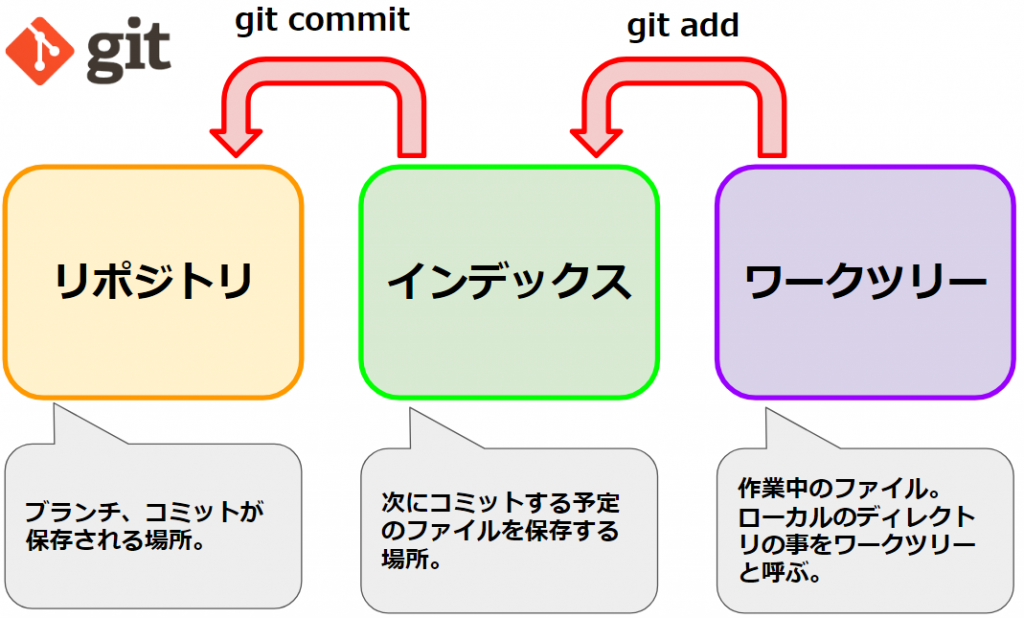 git
git commit
git add
リポジトリ
インデックス
ワークツリー
ブランチ、コミットが
保存される場所。
次にコミットする予定
のファイルを保存する
場所。
作業中のファイル。
ローカルのディレクト
リの事をワークツリー
と呼ぶ。